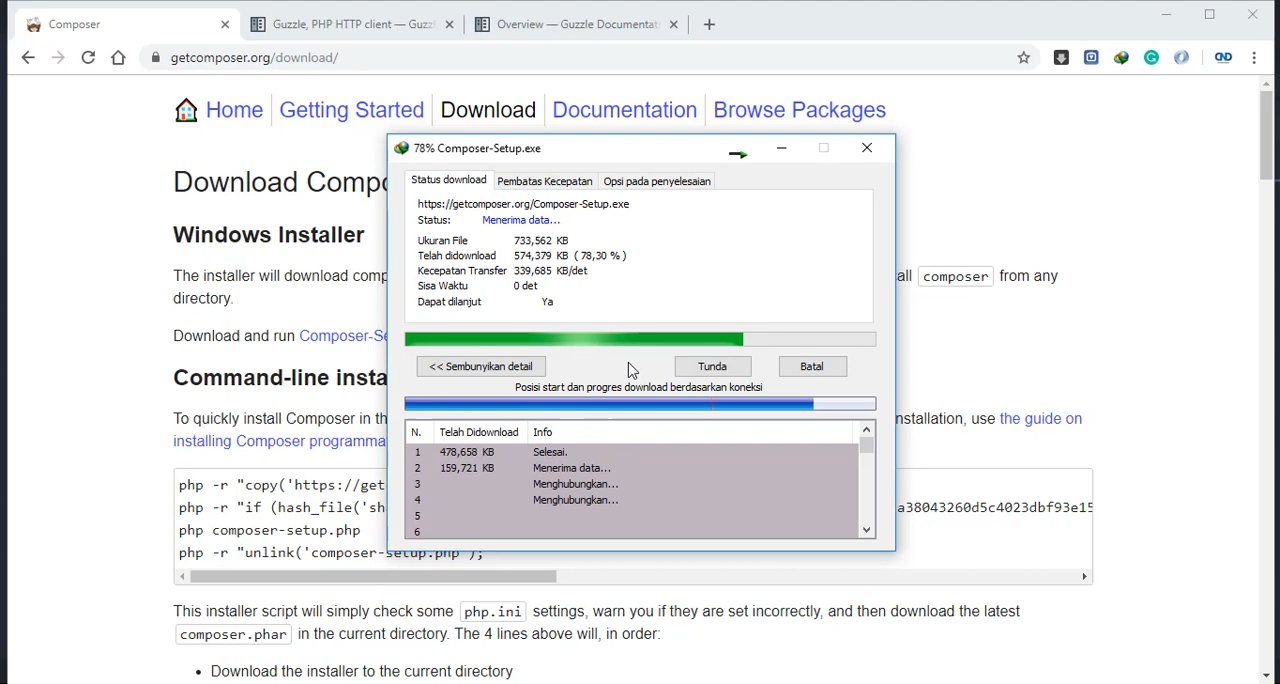 Composer
Guzzle, PHP HTTP client — Guzz
Overview — Guzzle Documentat
getcomposer.org/download/
Home
Getting Started
Download
Documentation
Browse Packages
Download Comp
Windows Installer
The installer will download comp
all composer from any
directory.
Download and run Composer-Se
Command-line insta
To quickly install Composer in th
nstallation, use the guide on
installing Composer programma
php -r "copy('https://get
php -r "if (hash_file('sh
a38043260d5c4023dbf93e15
php composer-setup.php
php -r "unlink('composer-setup.php');
This installer script will simply check some php.ini settings, warn you if they are set incorrectly, and then download the latest
composer.phar in the current directory. The 4 lines above will, in order:
• Download the installer to the current directory
78% Composer-Setup.exe
Status download
Pembatas Kecepatan
Opsi pada penyelesaian
https://getcomposer.org/Composer-Setup.exe
Status: Menerima data...
Ukuran File 733,562 KB
Telah didownload 574,379 KB ( 78,30 % )
Kecepatan Transfer 339,685 KB/det
Sisa Waktu 0 det
Dapat dilanjut Ya
<< Sembunyikan detail
Tunda
Batal
Posisi start dan progres download berdasarkan koneksi
N. Telah Didownload Info
1 478,658 KB Selesai.
2 159,721 KB Menerima data...
3 Menghubungkan...
4 Menghubungkan...
5
6